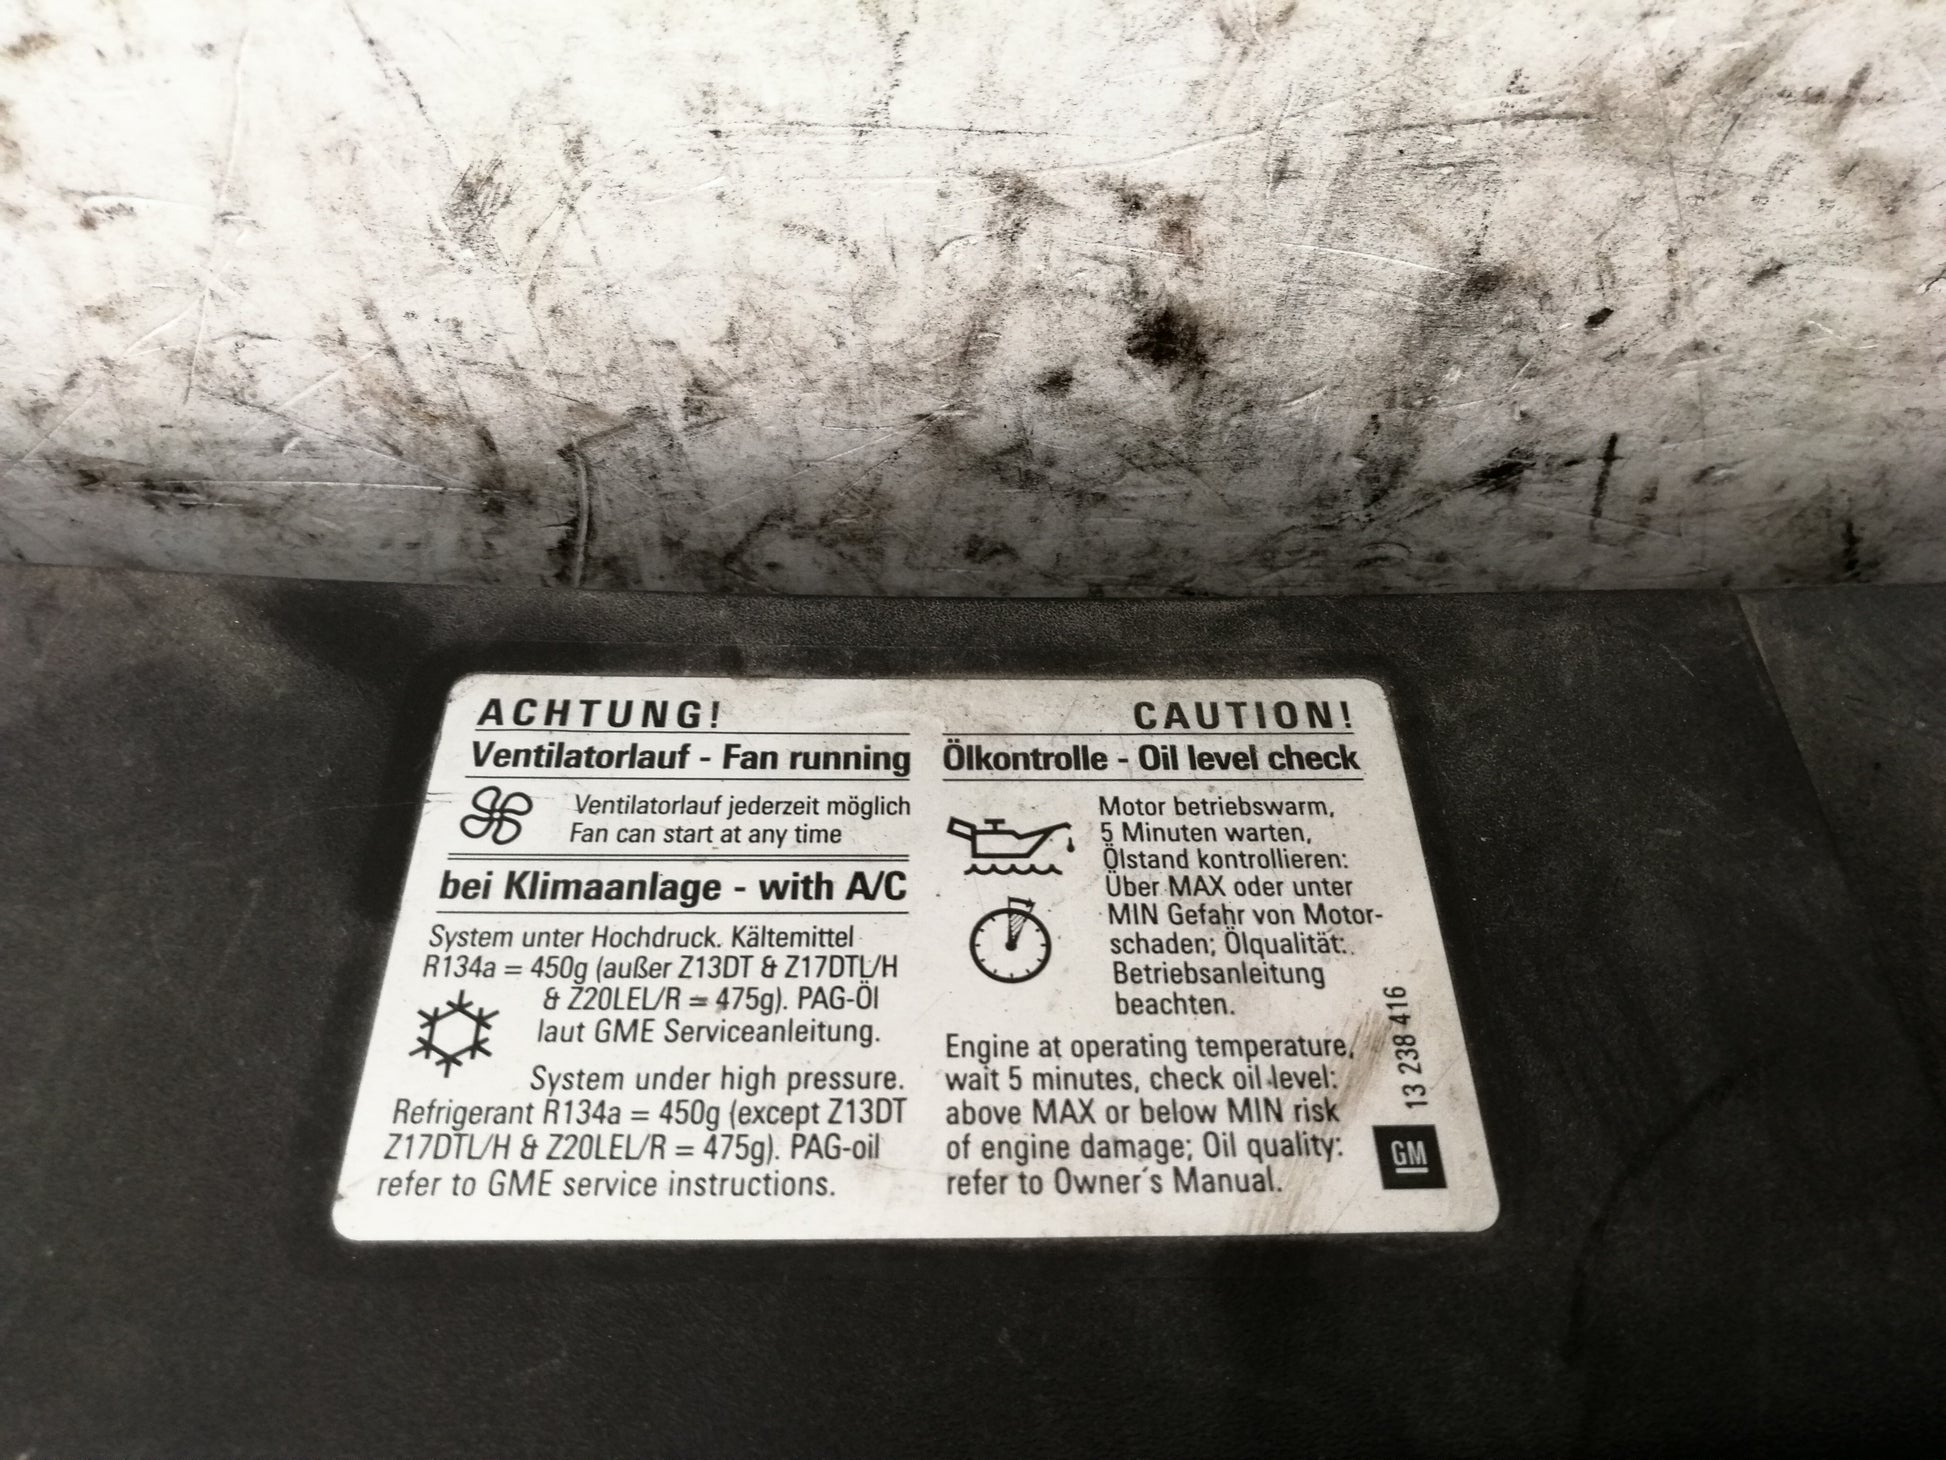 ACHTUNG!
Ventilatorlauf - Fan running
Ventilatorlauf jederzeit möglich
Fan can start at any time
bei Klimaanlage - with A/C
System unter Hochdruck. Kältemittel
R134a = 450g (außer Z13DT & Z17DTL/H
& Z20LEL/R = 475g). PAG-Öl
laut GME Serviceanleitung.
System under high pressure.
Refrigerant R134a = 450g (except Z13DT
Z17DTL/H & Z20LEL/R = 475g). PAG-oil
refer to GME service instructions.
CAUTION!
Ölkontrolle - Oil level check
Motor betriebswarm,
5 Minuten warten,
Ölstand kontrollieren:
Über MAX oder unter
MIN Gefahr von Motor-
schaden; Ölqualität:
Betriebsanleitung
beachten.
Engine at operating temperature,
wait 5 minutes, check oil level:
above MAX or below MIN risk
of engine damage; Oil quality:
refer to Owner´s Manual.
13 238 416
GM